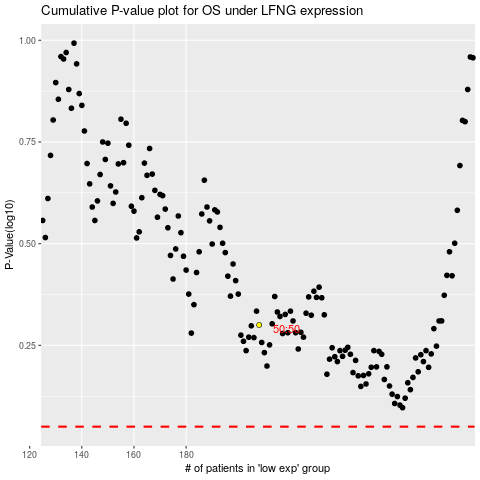 Cumulative P-value plot for OS under LFNG expression
P-Value(log10)
1.00
0.75
0.50
0.25
50:50
120 140 160 180
# of patients in 'low exp' group